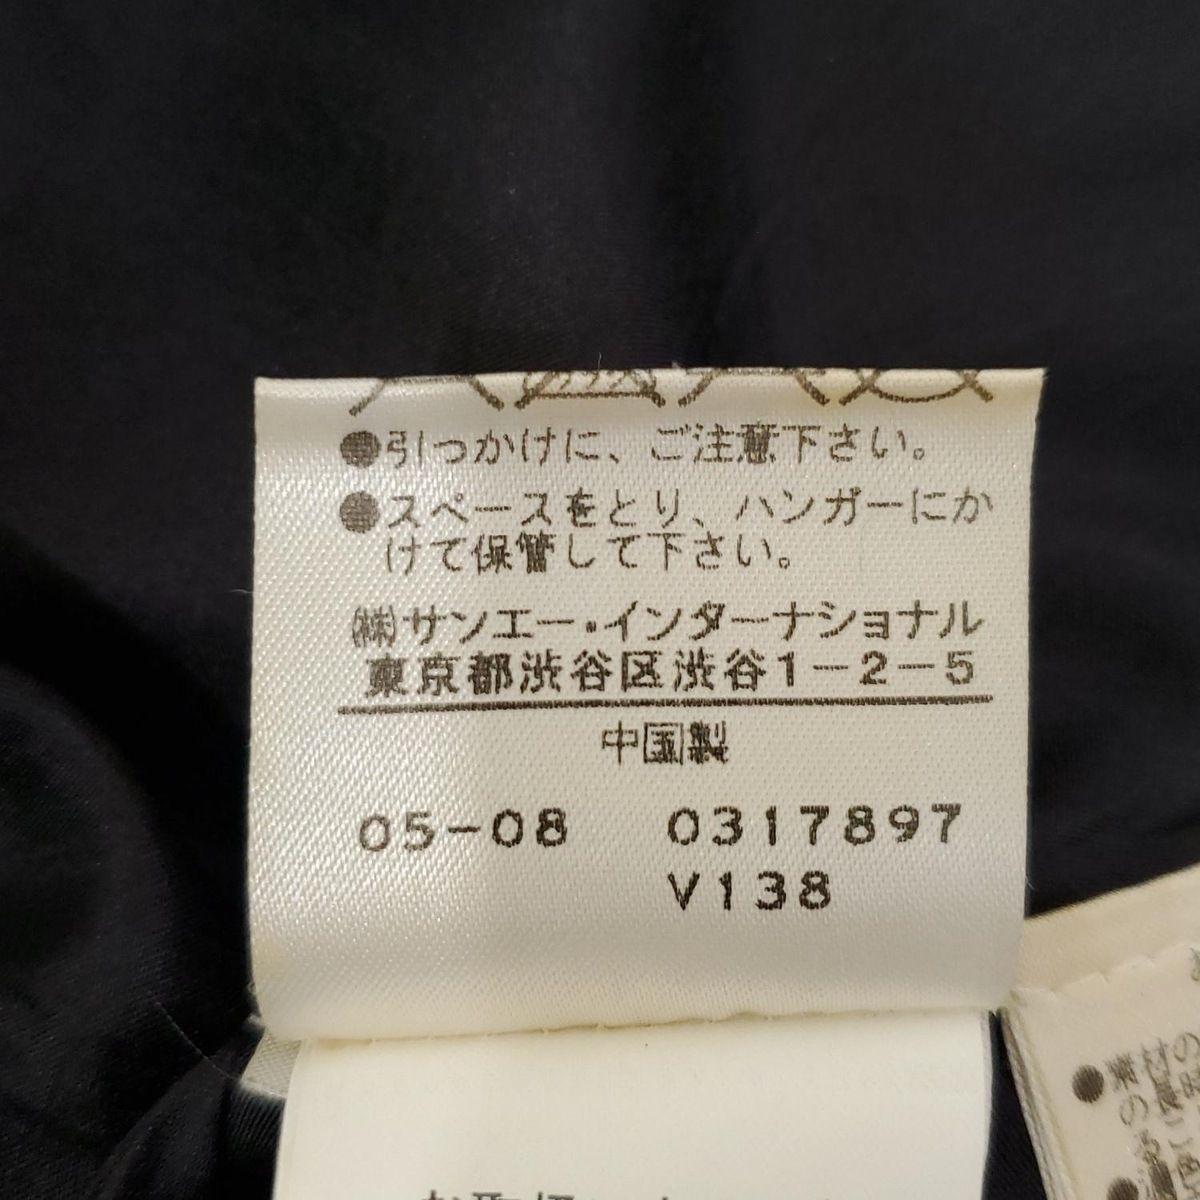 ●引っかけに、ご注意下さい。
●スペースをとり、ハンガーにか
けて保管して下さい。
㈱サンエー・インターナショナル
東京都渋谷区渋谷1-2-5
中国製
05-08 0317897
V138
●素材の